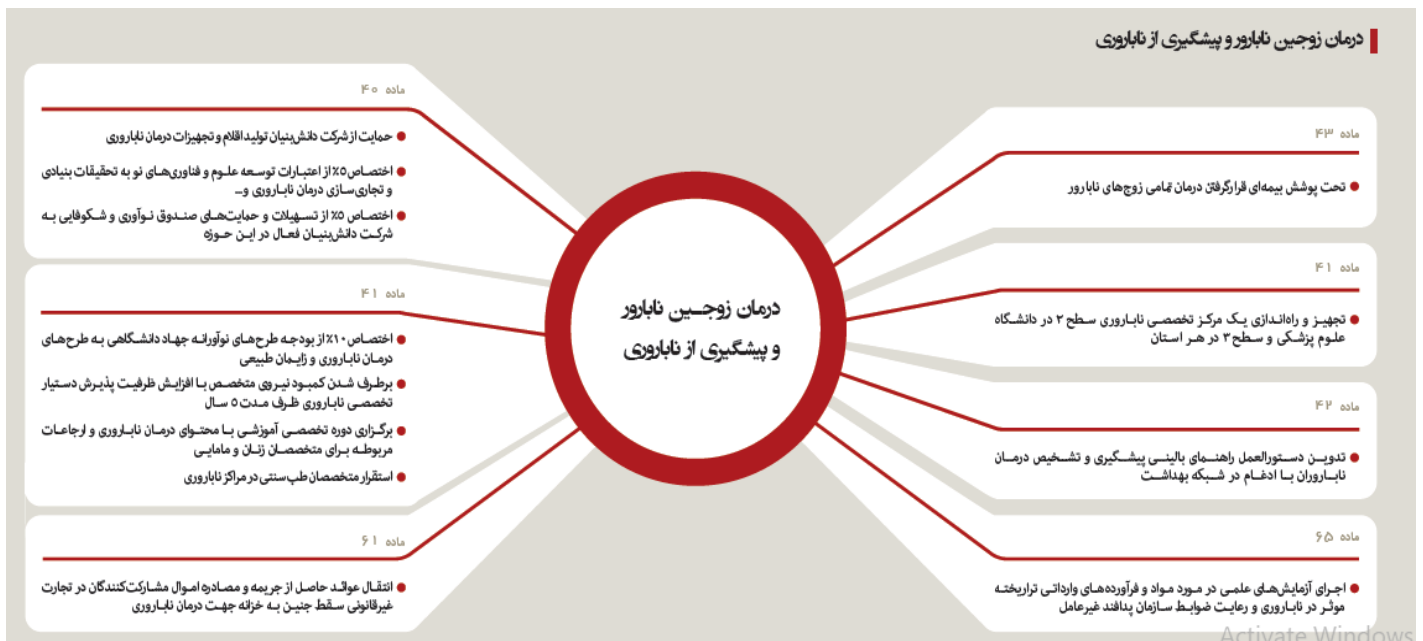 درمان زوجین نابارور و پیشگیری از ناباروری
ماده ۴۳
تحت پوشش بیمه‌ای قرارگرفتن درمان تمامی زوج‌های نابارور
ماده ۴۱
تجهیز و راه‌اندازی یک مرکز تخصصی ناباروری سطح ۲ در دانشگاه
علوم پزشکی و سطح ۳ در هر استان
ماده ۴۲
تدوین دستورالعمل راهنمای بالینی پیشگیری و تشخیص درمان
ناباروران با ادغام در شبکه بهداشت
ماده ۶۵
اجرای آزمایش‌های علمی در مورد مواد و فرآورده‌های وارداتی تراریخته
موثر در ناباروری و رعایت ضوابط سازمان پدافند غیرعامل
درمان زوجین نابارور
و پیشگیری از ناباروری
ماده ۴۰
حمایت از شرکت دانش‌بنیان تولید اقلام و تجهیزات درمان ناباروری
اختصاص ۵٪ از اعتبارات توسعه علوم و فناوری‌های نو به تحقیقات بنیادی
و تجاری‌سازی درمان ناباروری و...
اختصاص ۵٪ از تسهیلات و حمایت‌های صندوق نوآوری و شکوفایی به
شرکت دانش‌بنیان فعال در این حوزه
ماده ۴۱
اختصاص ۱۰٪ از بودجه طرح‌های نوآورانه جهاد دانشگاهی به طرح‌های
درمان ناباروری و زایمان طبیعی
برطرف شدن کمبود نیروی متخصص با افزایش ظرفیت پذیرش دستیار
تخصصی ناباروری ظرف مدت ۵ سال
برگزاری دوره تخصصی آموزشی با محتوای درمان ناباروری و ارجاعات
مربوطه برای متخصصان زنان و مامایی
استقرار متخصصان طب سنتی در مراکز ناباروری
ماده ۶۱
انتقال عوائد حاصل از جریمه و مصادره اموال مشارکت‌کنندگان در تجارت
غیرقانونی سقط جنین به خزانه جهت درمان ناباروری
Activate Windows